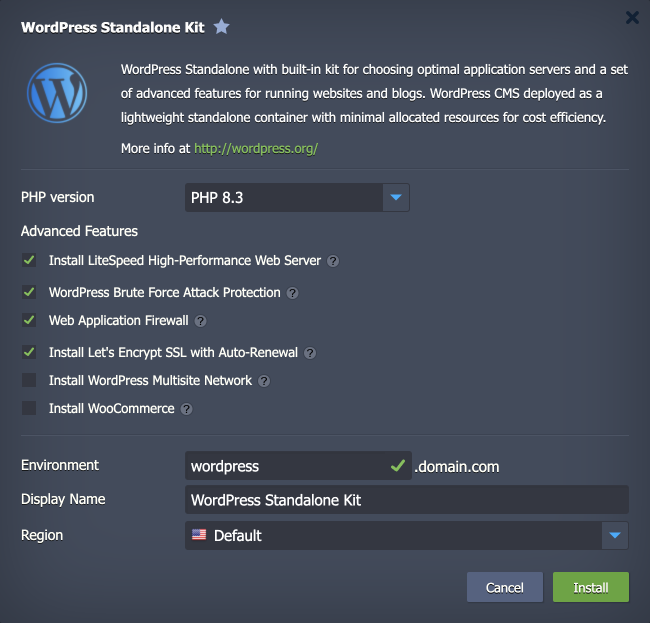 WordPress Standalone Kit
WordPress Standalone with built-in kit for choosing optimal application servers and a set
of advanced features for running websites and blogs. WordPress CMS deployed as a
lightweight standalone container with minimal allocated resources for cost efficiency.
More info at http://wordpress.org/
PHP version PHP 8.3
Advanced Features
Install LiteSpeed High-Performance Web Server ?
WordPress Brute Force Attack Protection ?
Web Application Firewall ?
Install Let's Encrypt SSL with Auto-Renewal ?
Install WordPress Multisite Network ?
Install WooCommerce ?
Environment wordpress .domain.com
Display Name WordPress Standalone Kit
Region Default
Cancel Install